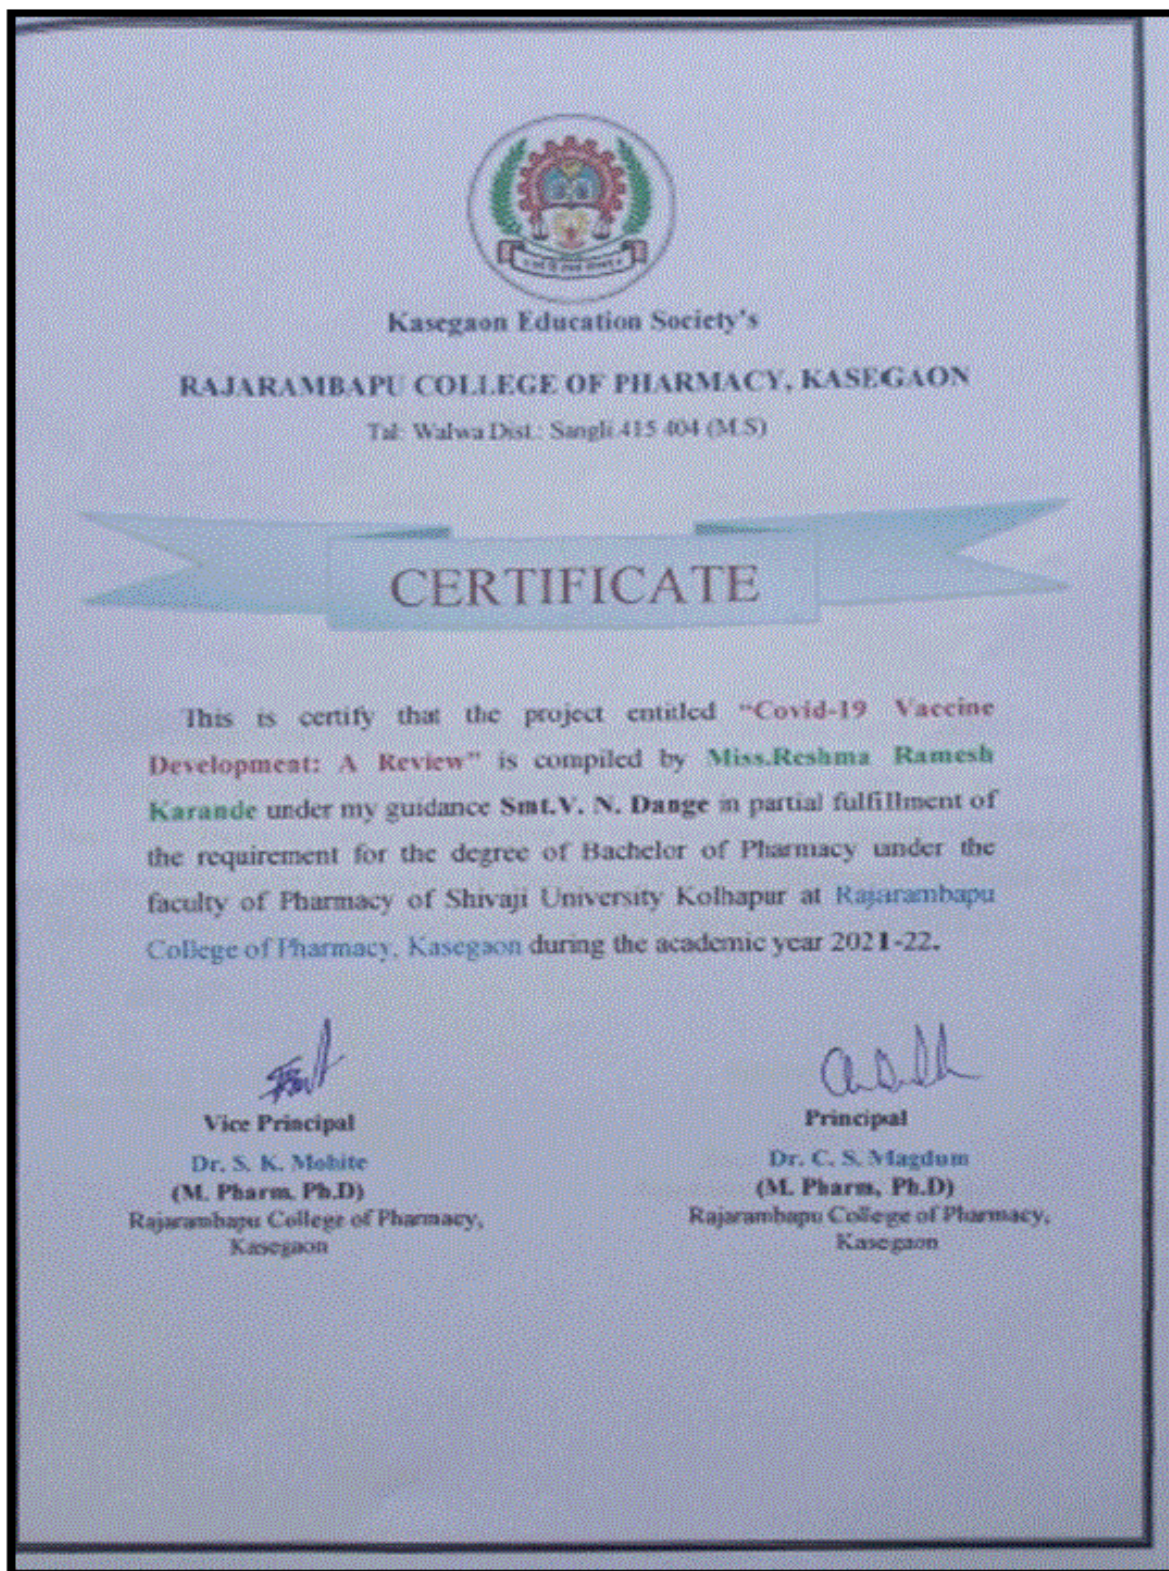 Kasegaon Education Society's
RAJARAMBAPU COLLEGE OF PHARMACY, KASEGAON
Tal: Walwa Dist.: Sangli 415 404 (M.S)
CERTIFICATE
This is certify that the project entitled "Covid-19 Vaccine
Development: A Review" is compiled by Miss.Reshma Ramesh
Karande under my guidance Smt.V. N. Dange in partial fulfillment of
the requirement for the degree of Bachelor of Pharmacy under the
faculty of Pharmacy of Shivaji University Kolhapur at Rajarambapu
College of Pharmacy, Kasegaon during the academic year 2021-22.
Vice Principal
Dr. S. K. Mohite
(M. Pharm, Ph.D)
Rajarambapu College of Pharmacy,
Kasegaon
Principal
Dr. C. S. Magdum
(M. Pharm, Ph.D)
Rajarambapu College of Pharmacy,
Kasegaon